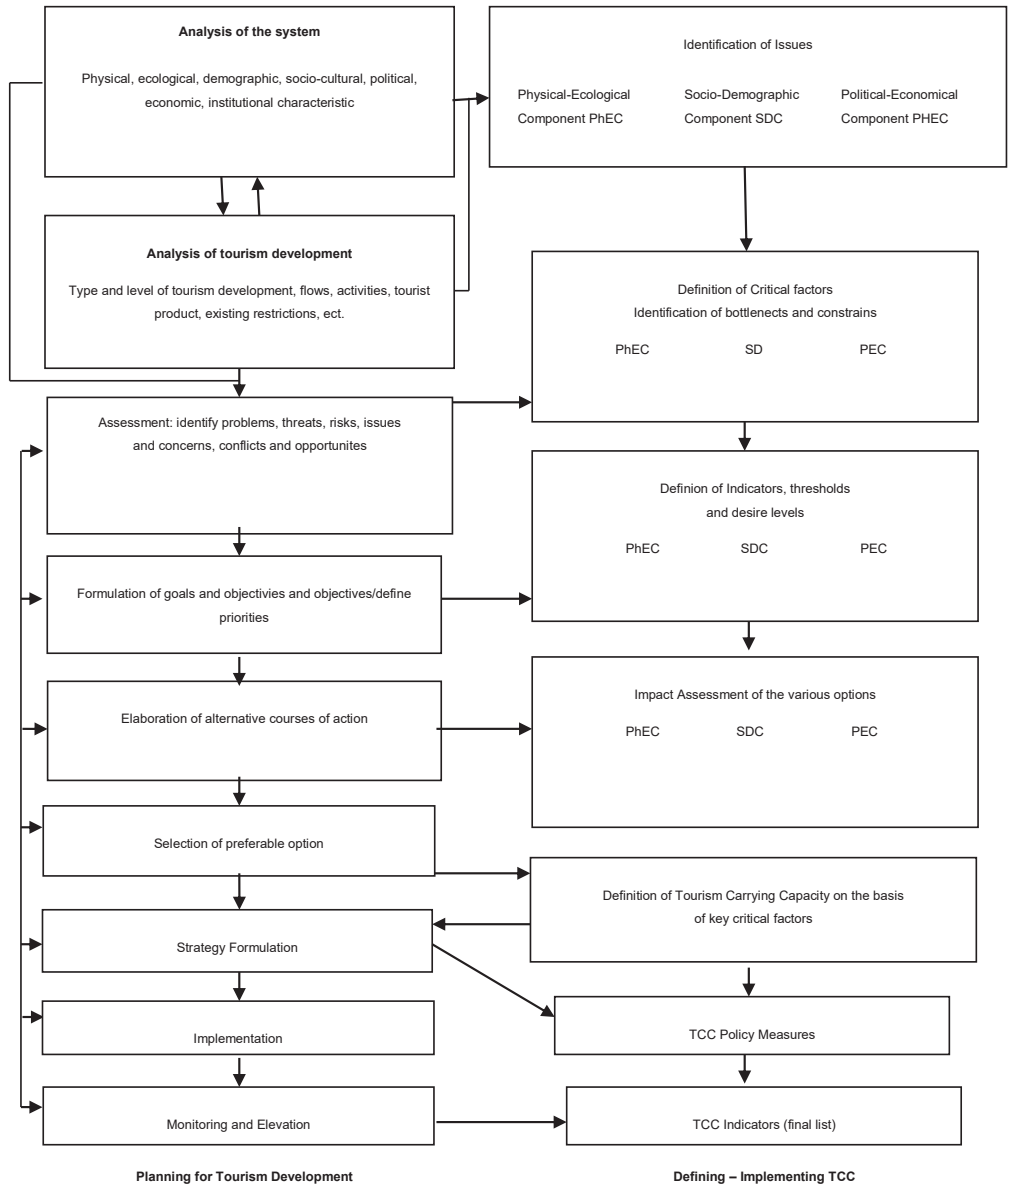 Analysis of the system
Physical, ecological, demographic, socio-cultural, political,
economic, institutional characteristic
Identification of Issues
Physical-Ecological Socio-Demographic Political-Economical
Component PhEC Component SDC Component PHEC
Analysis of tourism development
Type and level of tourism development, flows, activities, tourist
product, existing restrictions, ect.
Definition of Critical factors
Identification of bottlenects and constrains
PhEC SD PEC
Assessment: identify problems, threats, risks, issues
and concerns, conflicts and opportunites
Definion of Indicators, thresholds
and desire levels
PhEC SDC PEC
Formulation of goals and objectivies and objectives/define
priorities
Impact Assessment of the various options
PhEC SDC PEC
Elaboration of alternative courses of action
Selection of preferable option
Definition of Tourism Carrying Capacity on the basis
of key critical factors
Strategy Formulation
TCC Policy Measures
Implementation
Monitoring and Elevation
TCC Indicators (final list)
Planning for Tourism Development
Defining – Implementing TCC